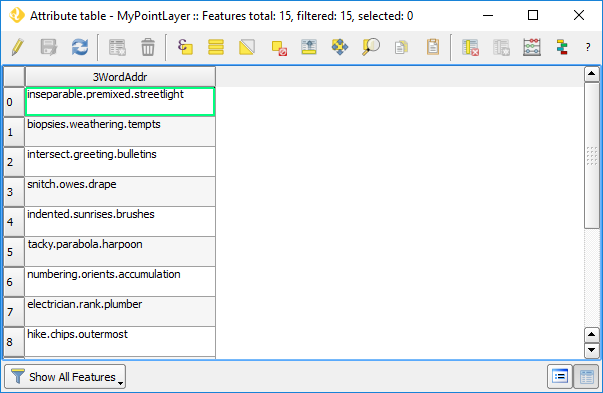 Attribute table - MyPointLayer :: Features total: 15, filtered: 15, selected: 0
?
3WordAddr
0 inseparable.premixed.streetlight
1 biopsies.weathering.tempts
2 intersect.greeting.bulletins
3 snitch.owes.drape
4 indented.sunrises.brushes
5 tacky.parabola.harpoon
6 numbering.orients.accumulation
7 electrician.rank.plumber
8 hike.chips.outermost
Show All Features